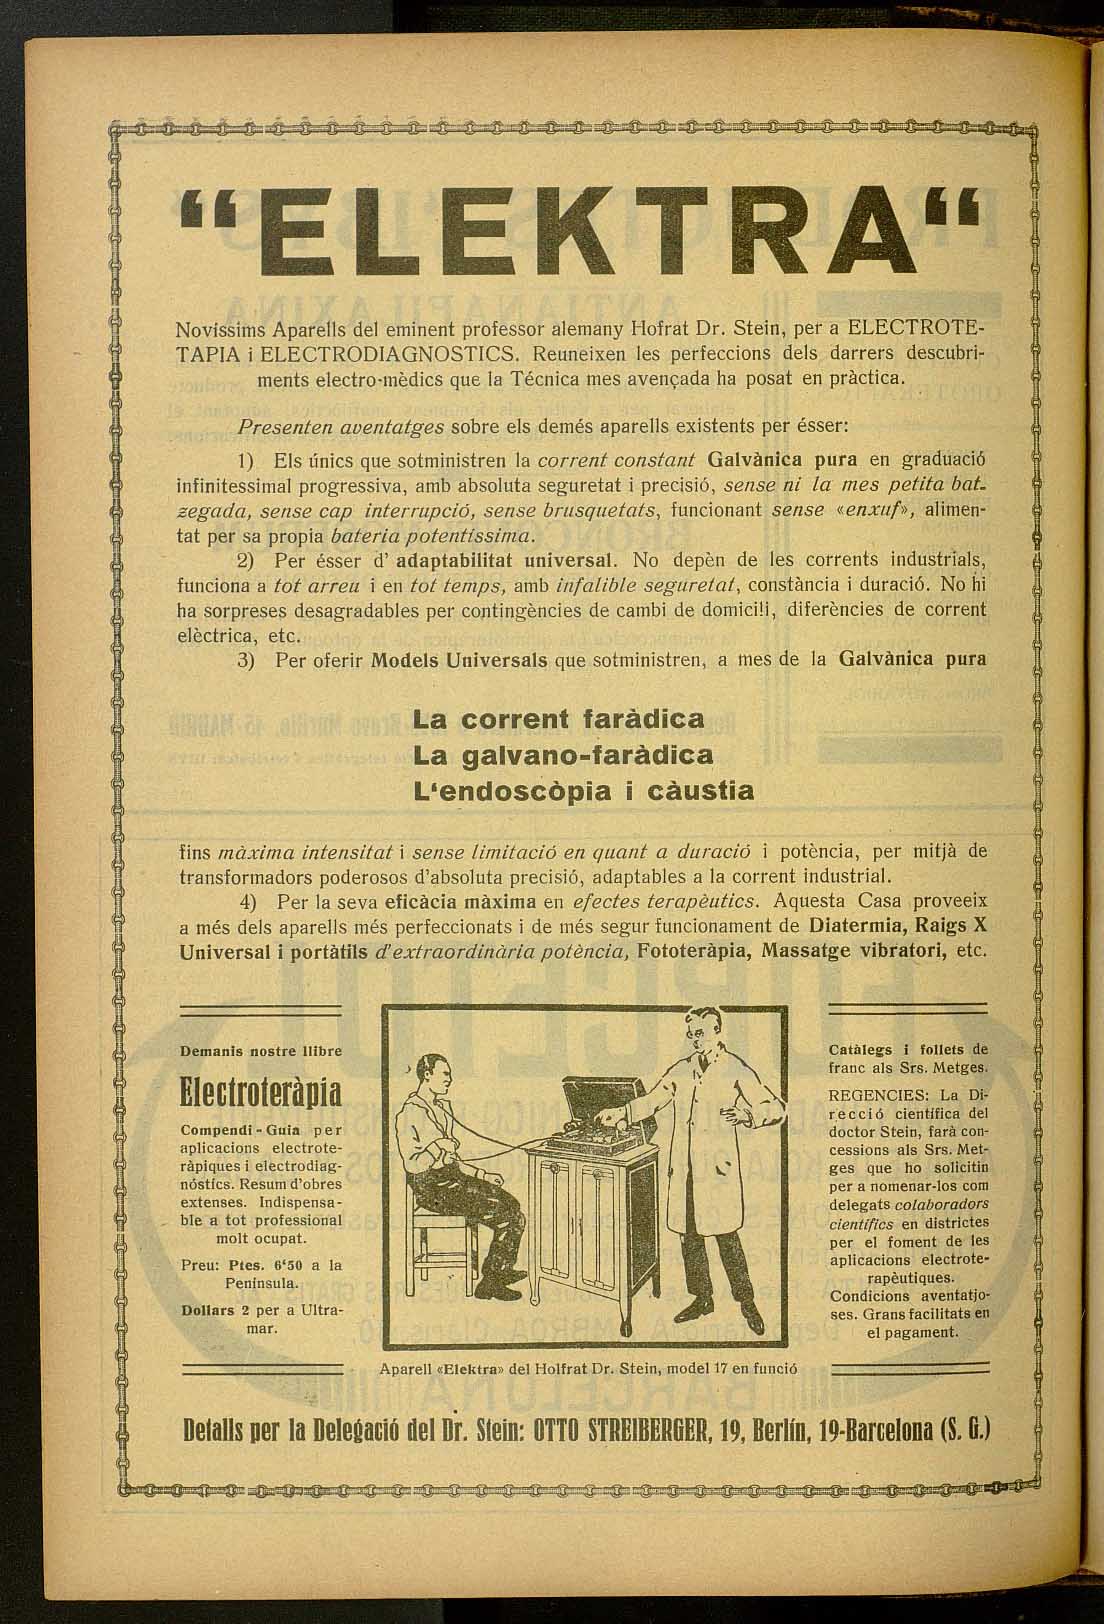 “ELEKTRA“
Novissims Aparells del eminent professor alemany Hofrat Dr. Stein, per a ELECTROTE-
TAPIA i ELECTRODIAGNOSTICS. Reuneixen les perfeccions dels darrers descubri-
ments electro-mèdics que la Técnica mes avençada ha posat en pràctica.
Presenten aventatges sobre els demés aparells existents per ésser:
1) Els únics que sotministren la corrent constant Galvànica pura en graduació
infinitessimal progressiva, amb absoluta seguretat i precisió, sense ni la mes petita bat-
zegada, sense cap interrupció, sense brusquetats, funcionant sense «enxuf», alimen-
tat per sa propia bateria potentíssima.
2) Per ésser d' adaptabilitat universal. No depèn de les corrents industrials,
funciona a tot arreu i en tot temps, amb infalible seguretat, constància i duració. No hi
ha sorpreses desagradables per contingències de cambi de domicili, diferències de corrent
elèctrica, etc.
3) Per oferir Models Universals que sotministren, a mes de la Galvànica pura
La corrent faràdica
La galvano-faràdica
L‘endoscòpia i càustia
fins màxima intensitat i sense limitació en quant a duració i potència, per mitjà de
transformadors poderosos d'absoluta precisió, adaptables a la corrent industrial.
4) Per la seva eficàcia màxima en efectes terapèutics. Aquesta Casa proveeix
a més dels aparells més perfeccionats i de més segur funcionament de Diatermia, Raigs X
Universal i portàtils d'extraordinària potència, Fototeràpia, Massatge vibratori, etc.
Demanis nostre llibre
Electroteràpia
Compendi - Guia per
aplicacions electrote-
ràpiques i electrodiag-
nóstics. Resum d'obres
extenses. Indispensa-
ble a tot professional
molt ocupat.
Preu: Ptes. 6‘50 a la
Peninsula.
Dollars 2 per a Ultra-
mar.
Catàlegs i follets de
franc als Srs. Metges.
REGENCIES: La Di-
recció científica del
doctor Stein, farà con-
cessions als Srs. Met-
ges que ho solicitin
per a nomenar-los com
delegats colaboradors
científics en districtes
per el foment de les
aplicacions electrote-
rapèutiques.
Condicions aventatjo-
ses. Grans facilitats en
el pagament.
Aparell «Elektra» del Holfrat Dr. Stein, model 17 en funció
Detalls per la Delegació del Dr. Stein: OTTO STREIBERGER, 19, Berlín, 19-Barcelona (S. G.)